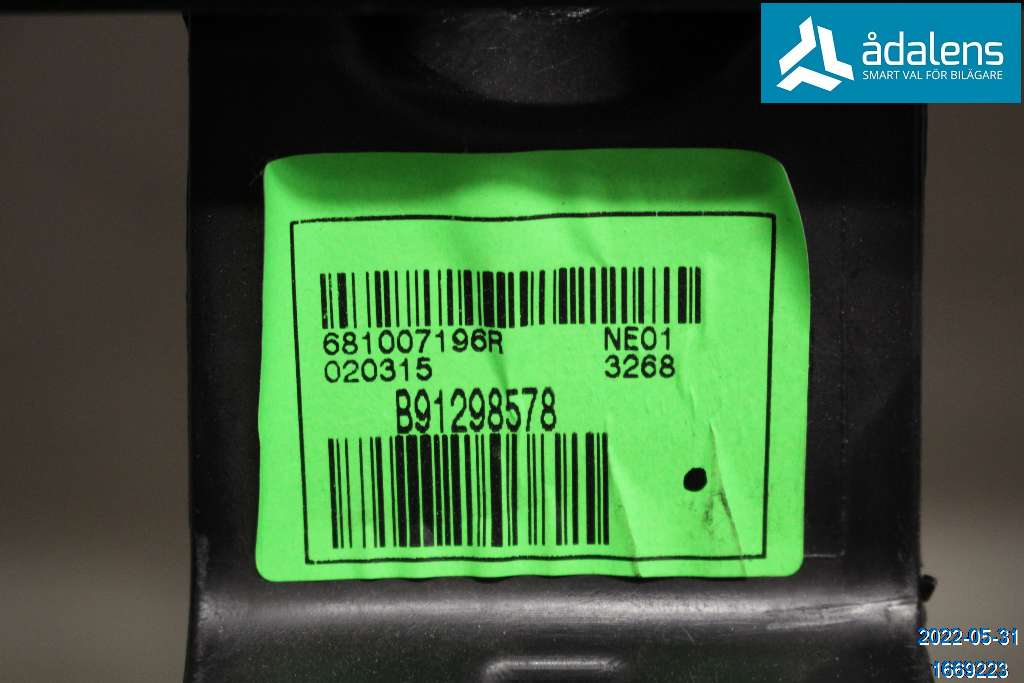 ådalens
SMART VAL FÖR BILÄGARE
681007196R NE01
020315 3268
B91298578
2022-05-31
1669223